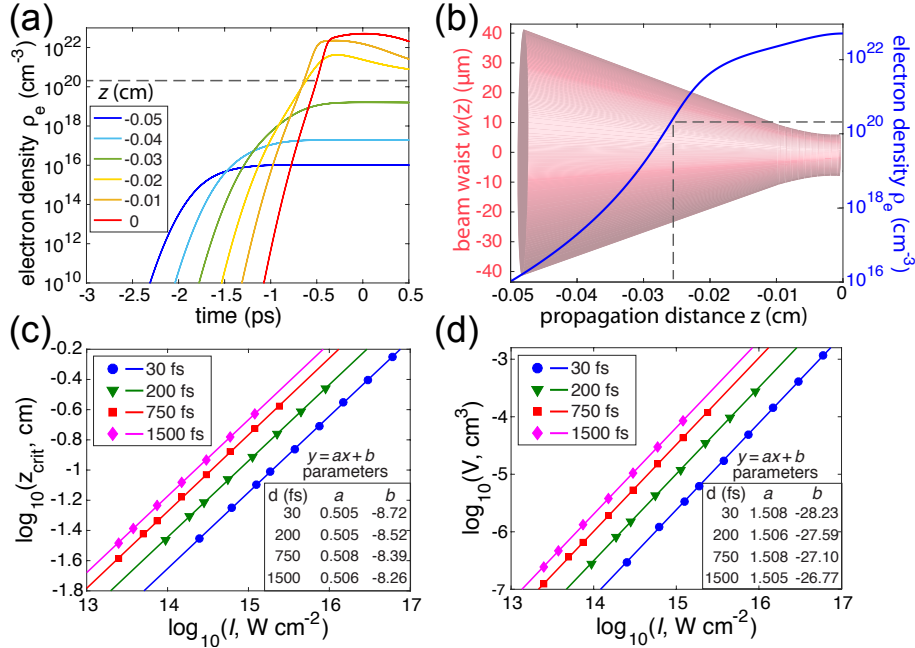 (a)
electron density ρe (cm-3)
10^22
10^20
10^18
10^16
10^14
10^12
10^10
z (cm)
-0.05
-0.04
-0.03
-0.02
-0.01
0
-3 -2.5 -2 -1.5 -1 -0.5 0 0.5
time (ps)
(b)
beam waist w(z) (μm)
40
30
20
10
0
-10
-20
-30
-40
electron density ρe (cm-3)
10^22
10^20
10^18
10^16
-0.05 -0.04 -0.03 -0.02 -0.01 0
propagation distance z (cm)
(c)
log10(zcrit, cm)
-0.2
-0.4
-0.6
-0.8
-1
-1.2
-1.4
-1.6
-1.8
30 fs
200 fs
750 fs
1500 fs
y=ax+b
parameters
d (fs) a b
30 0.505 -8.72
200 0.505 -8.52
750 0.508 -8.39
1500 0.506 -8.26
13 14 15 16 17
log10(I, W cm-2)
(d)
log10(V, cm3)
-3
-4
-5
-6
-7
30 fs
200 fs
750 fs
1500 fs
y=ax+b
parameters
d (fs) a b
30 1.508 -28.23
200 1.506 -27.59
750 1.508 -27.10
1500 1.505 -26.77
13 14 15 16 17
log10(I, W cm-2)